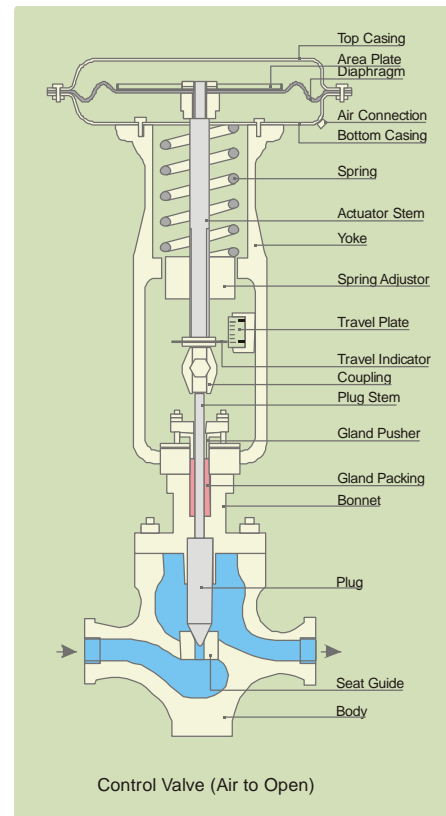 Top Casing
Area Plate
Diaphragm
Air Connection
Bottom Casing
Spring
Actuator Stem
Yoke
Spring Adjustor
Travel Plate
Travel Indicator
Coupling
Plug Stem
Gland Pusher
Gland Packing
Bonnet
Plug
Seat Guide
Body
Control Valve (Air to Open)